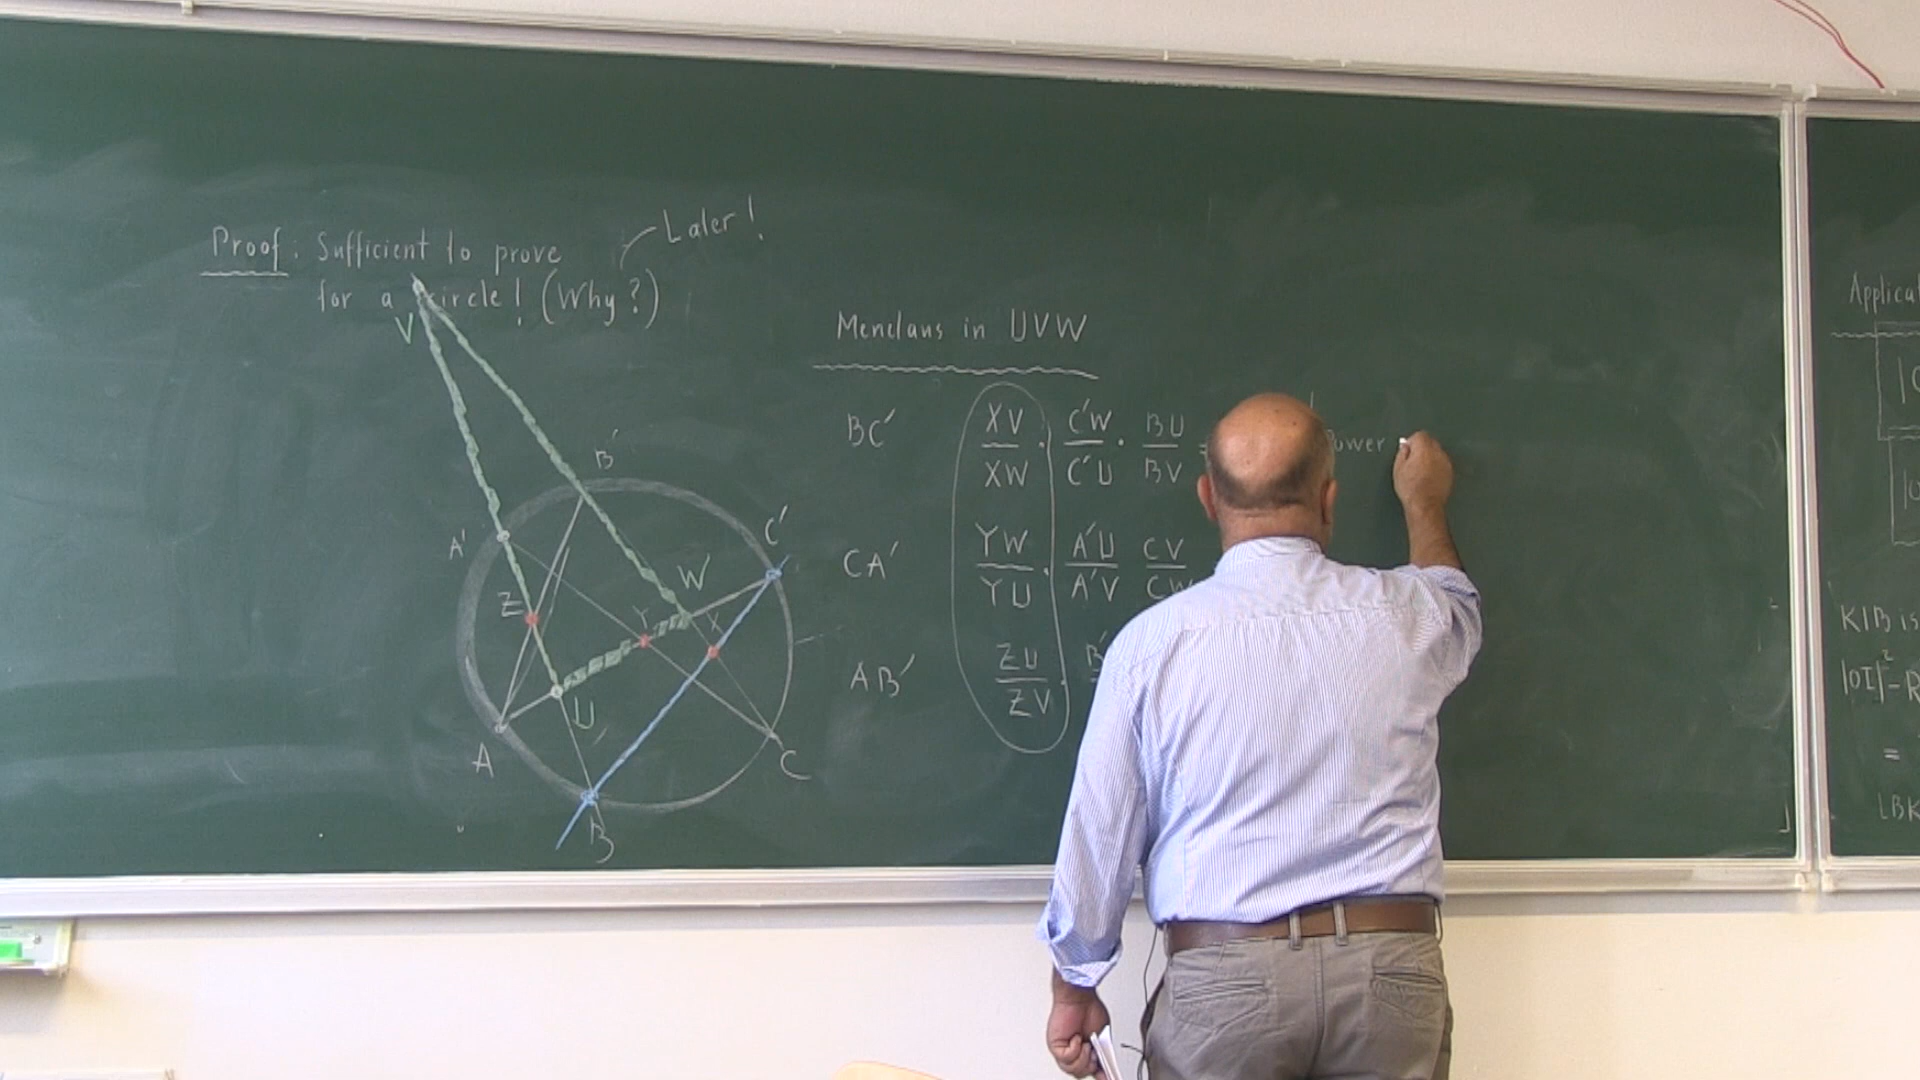 Proof: Sufficient to prove
for a circle! (Why?)
Later!
V
B'
A'
C'
W
Z
Y
X
U
A
C
B
Menelaus in UVW
BC' XV/XW . C'W/C'U . BU/BV =
Power
CA' YW/YU . A'U/A'V CV/CW
AB' ZU/ZV . B'
KIB is
|OI|² - R
=